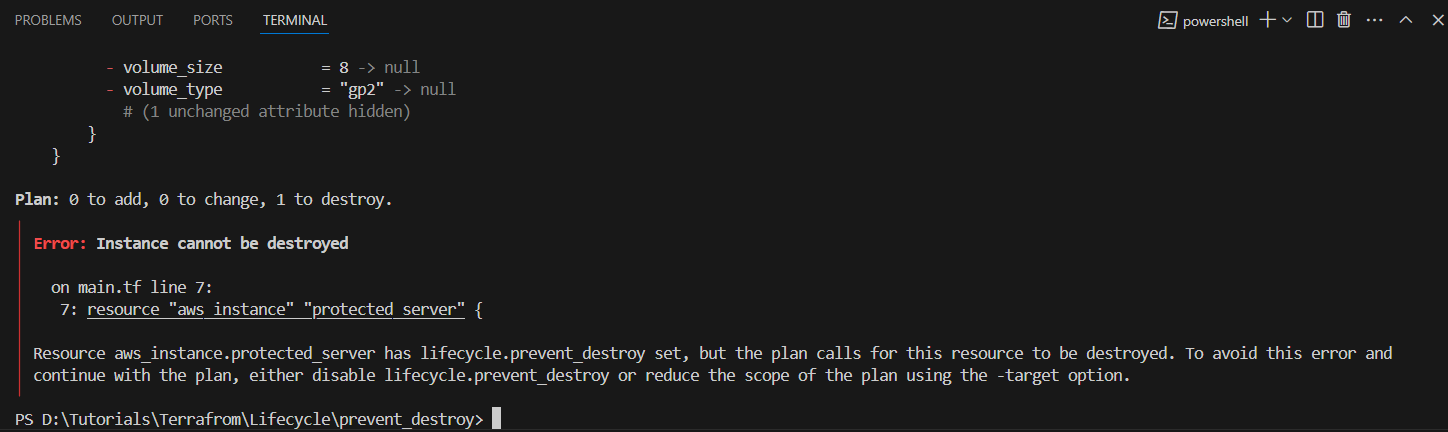 PROBLEMS OUTPUT PORTS TERMINAL powershell
- volume_size = 8 -> null
- volume_type = "gp2" -> null
# (1 unchanged attribute hidden)
}
}
Plan: 0 to add, 0 to change, 1 to destroy.
Error: Instance cannot be destroyed
on main.tf line 7:
7: resource "aws_instance" "protected_server" {
Resource aws_instance.protected_server has lifecycle.prevent_destroy set, but the plan calls for this resource to be destroyed. To avoid this error and
continue with the plan, either disable lifecycle.prevent_destroy or reduce the scope of the plan using the -target option.
PS D:\Tutorials\Terrafrom\Lifecycle\prevent_destroy>